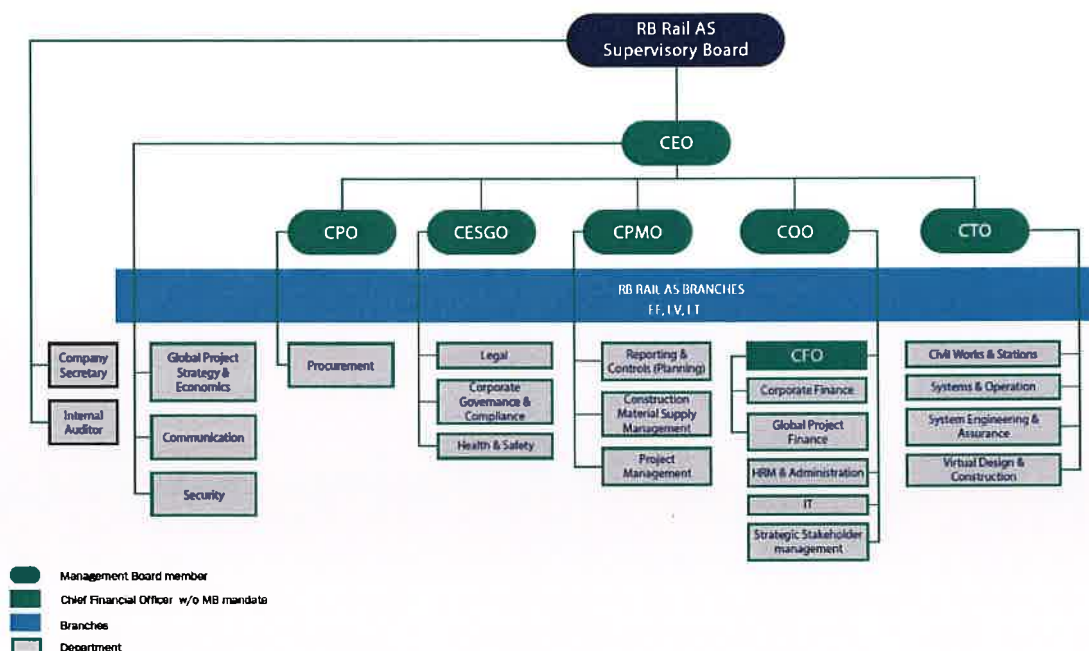 RB Rail AS
Supervisory Board
CEO
CPO
CESGO
CPMO
COO
CTO
RB RAIL AS BRANCHES
EE, LV, LT
Company
Secretary
Internal
Auditor
Global Project
Strategy &
Economics
Communication
Security
Procurement
Legal
Corporate
Governance &
Compliance
Health & Safety
Reporting &
Controls (Planning)
Construction
Material Supply
Management
Project
Management
CFO
Corporate Finance
Global Project
Finance
HRM & Administration
IT
Strategic Stakeholder
management
Civil Works & Stations
Systems & Operation
System Engineering &
Assurance
Virtual Design &
Construction
Management Board member
Chief Financial Officer w/o MB mandate
Branches
Department